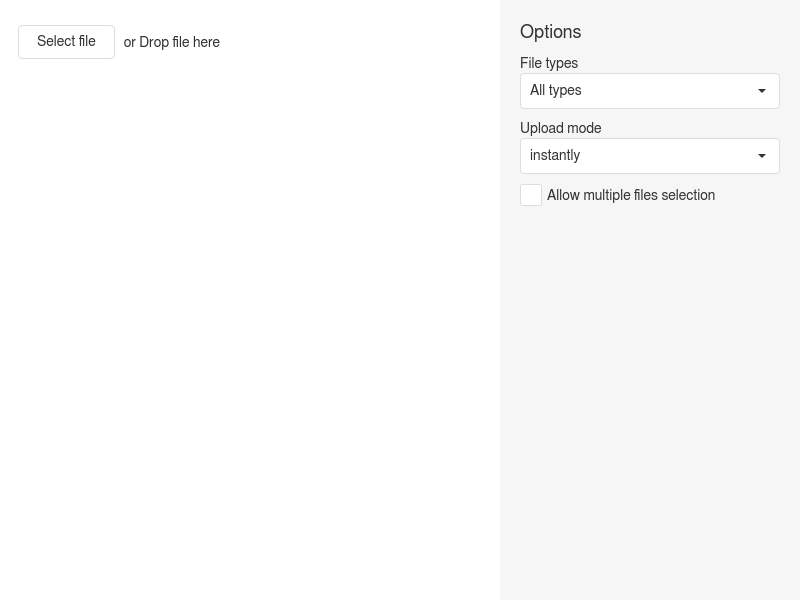 Select file
or Drop file here
Options
File types
All types
Upload mode
instantly
Allow multiple files selection